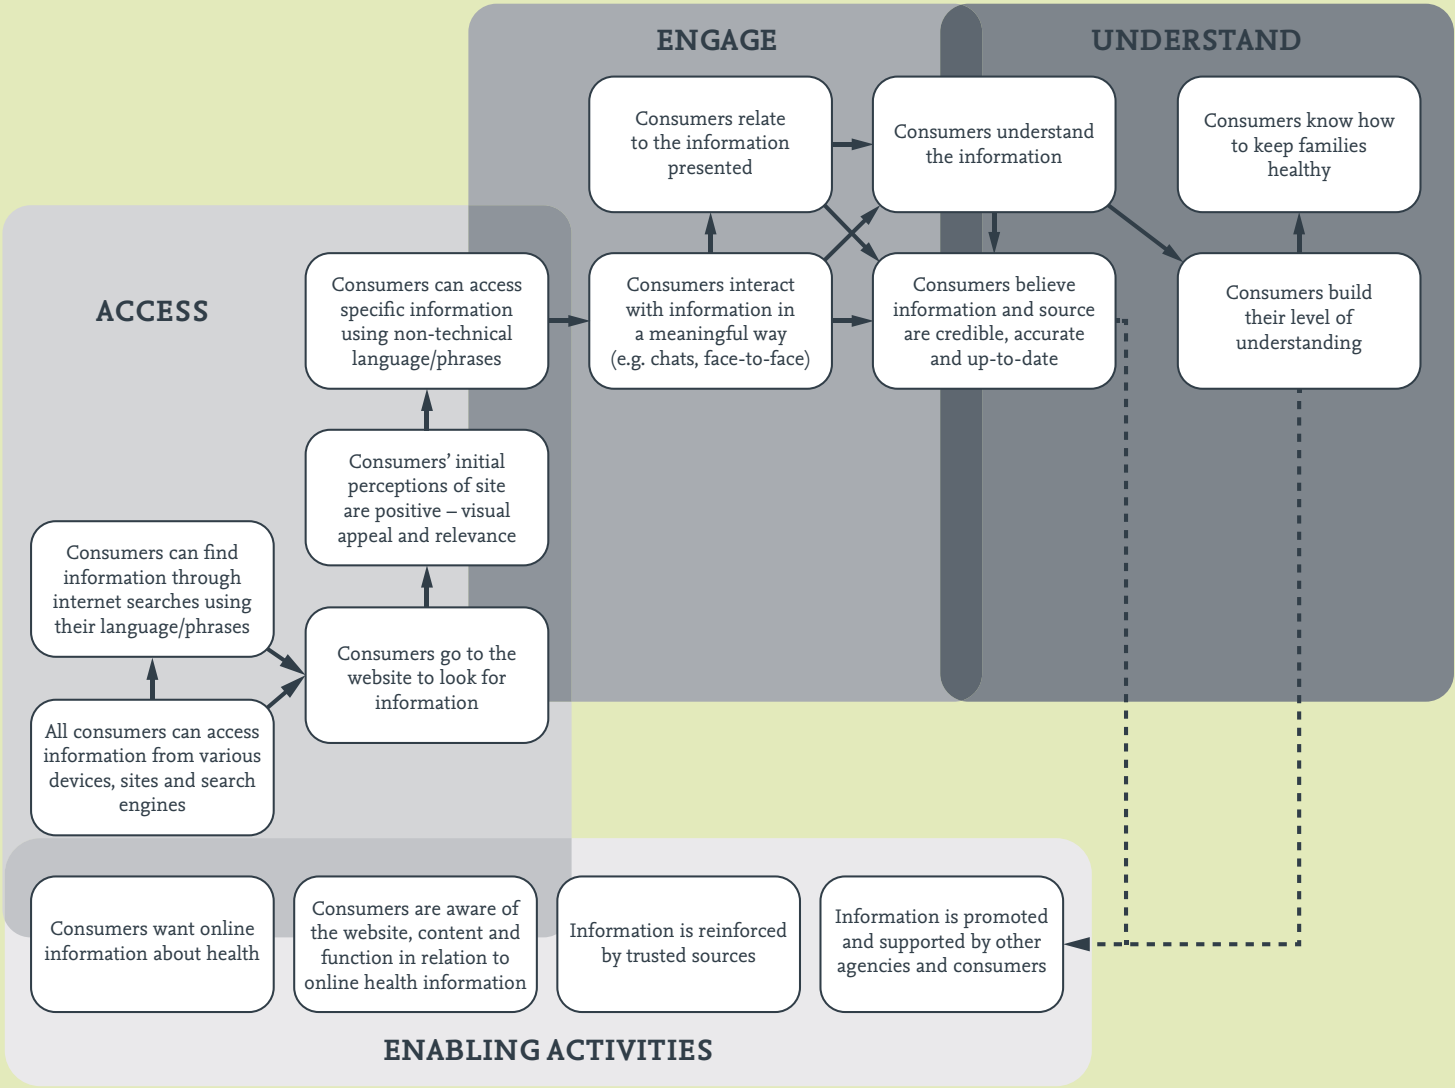 ENGAGE
UNDERSTAND
Consumers relate
to the information
presented
Consumers understand
the information
Consumers know how
to keep families
healthy
ACCESS
Consumers can access
specific information
using non-technical
language/phrases
Consumers interact
with information in
a meaningful way
(e.g. chats, face-to-face)
Consumers believe
information and source
are credible, accurate
and up-to-date
Consumers build
their level of
understanding
Consumers’ initial
perceptions of site
are positive – visual
appeal and relevance
Consumers can find
information through
internet searches using
their language/phrases
Consumers go to the
website to look for
information
All consumers can access
information from various
devices, sites and search
engines
Consumers want online
information about health
Consumers are aware of
the website, content and
function in relation to
online health information
Information is reinforced
by trusted sources
Information is promoted
and supported by other
agencies and consumers
ENABLING ACTIVITIES